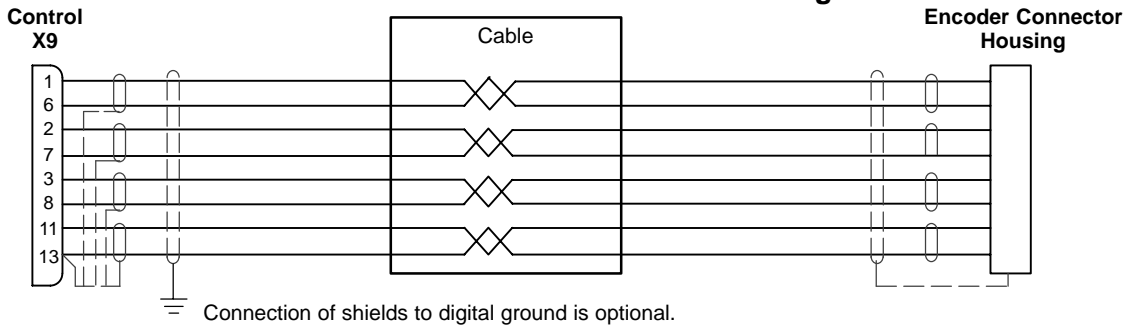 Control
X9
Cable
Encoder Connector
Housing
1
6
2
7
3
8
11
13
Connection of shields to digital ground is optional.